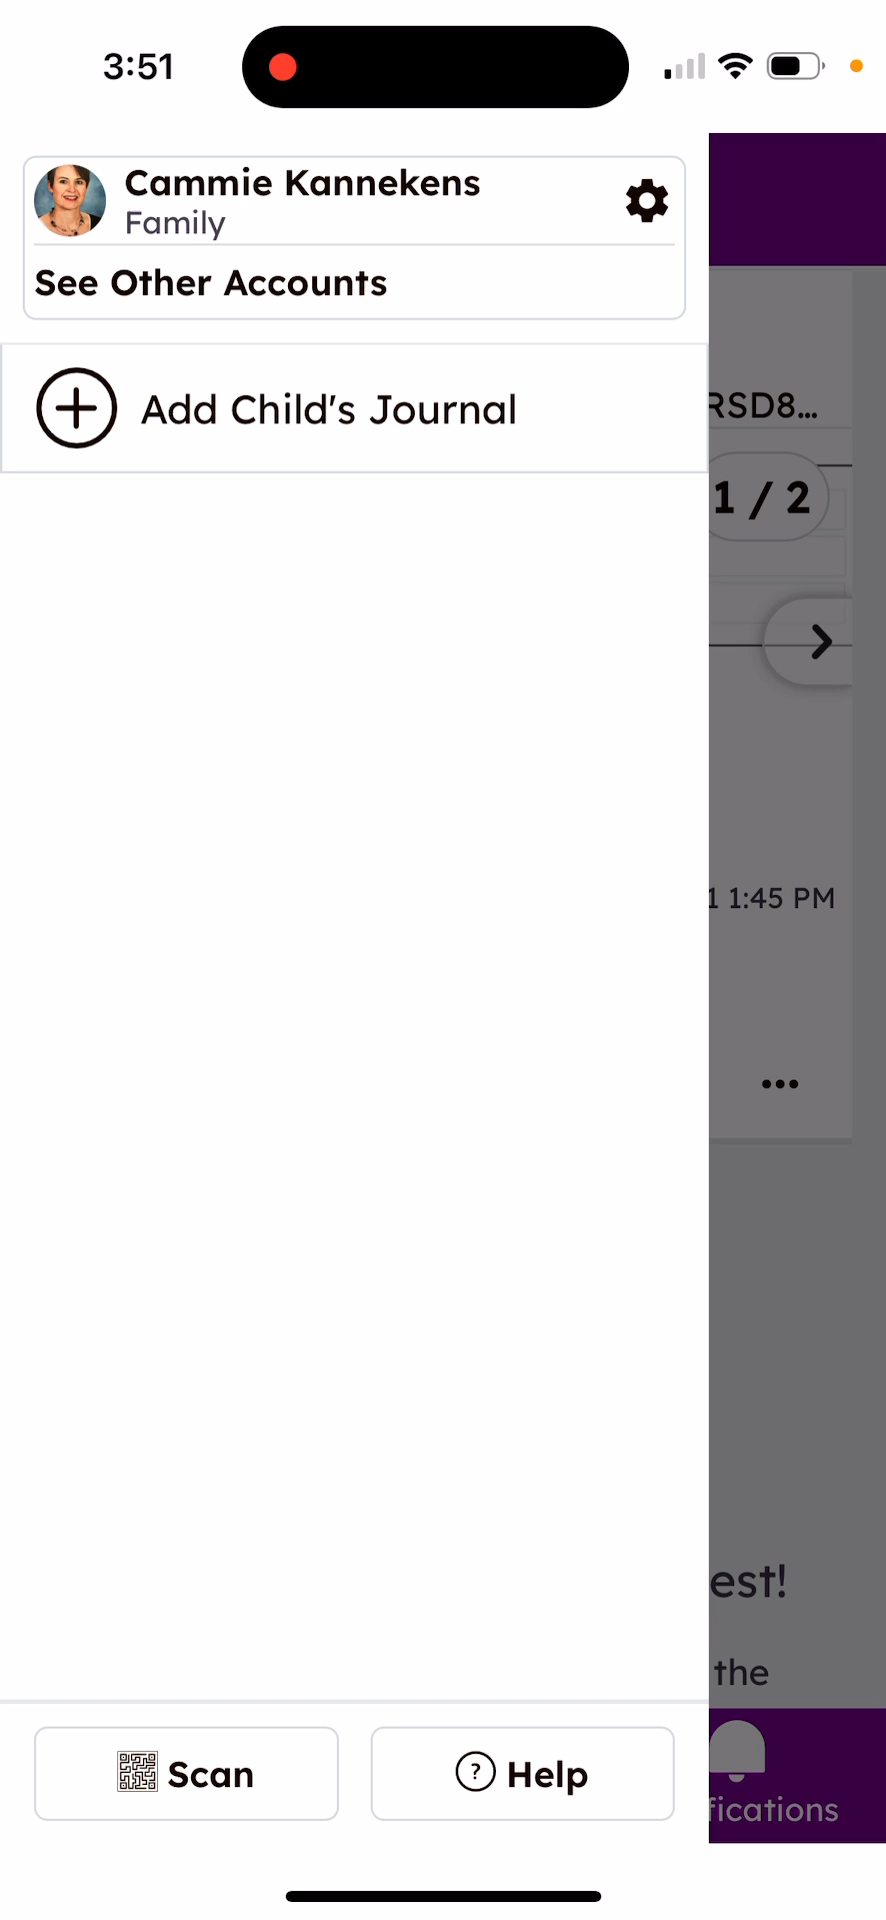 3:51
Cammie Kannekens
Family
See Other Accounts
Add Child's Journal
RSD8...
1 / 2
1 1:45 PM
est!
the
Scan
? Help
fications